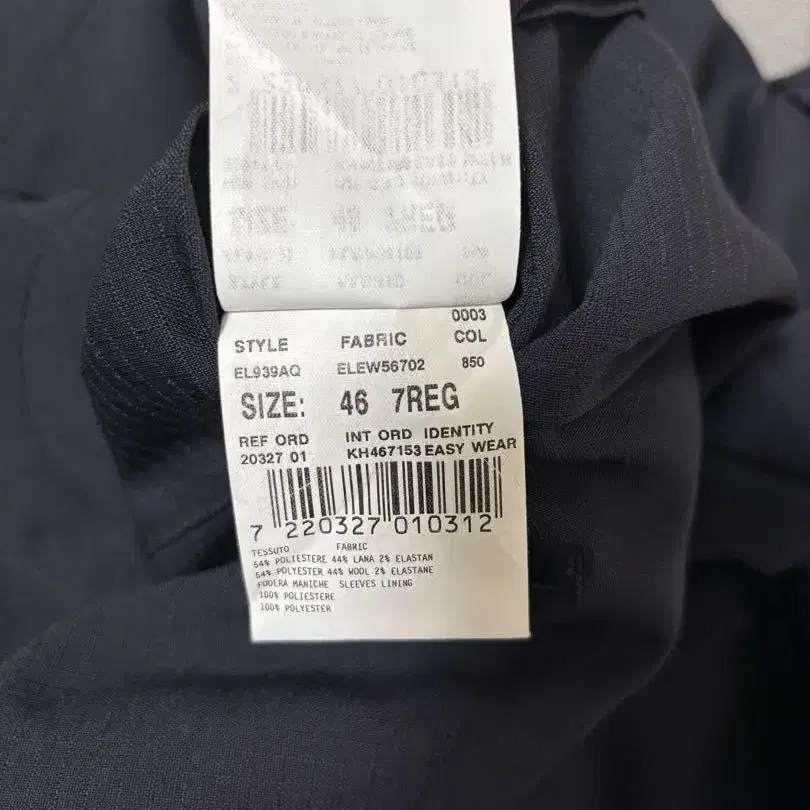 0003
STYLE FABRIC COL
EL939AQ ELEW56702 850
SIZE: 46 7REG
REF ORD INT ORD IDENTITY
20327 01 KH467153 EASY WEAR
7 220327 010312
TESSUTO FABRIC
54% POLIESTERE 44% LANA 2% ELASTAN
54% POLYESTER 44% WOOL 2% ELASTANE
FODERA MANICHE SLEEVES LINING
100% POLIESTERE
100% POLYESTER